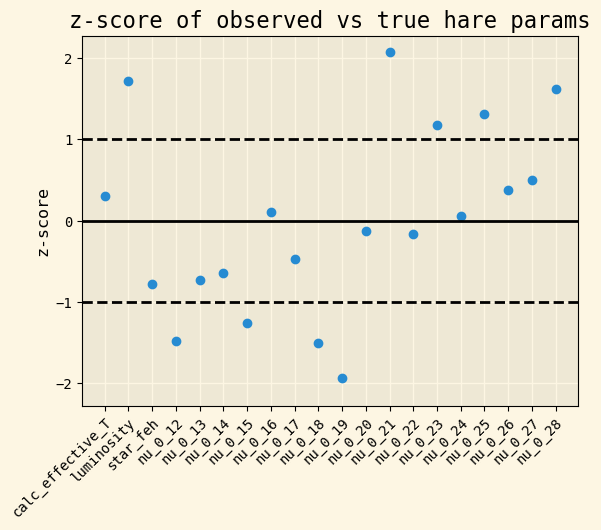 z-score of observed vs true hare params
z-score
2
1
0
−1
−2
calc_effective_T
luminosity
star_feh
nu_0_12
nu_0_13
nu_0_14
nu_0_15
nu_0_16
nu_0_17
nu_0_18
nu_0_19
nu_0_20
nu_0_21
nu_0_22
nu_0_23
nu_0_24
nu_0_25
nu_0_26
nu_0_27
nu_0_28